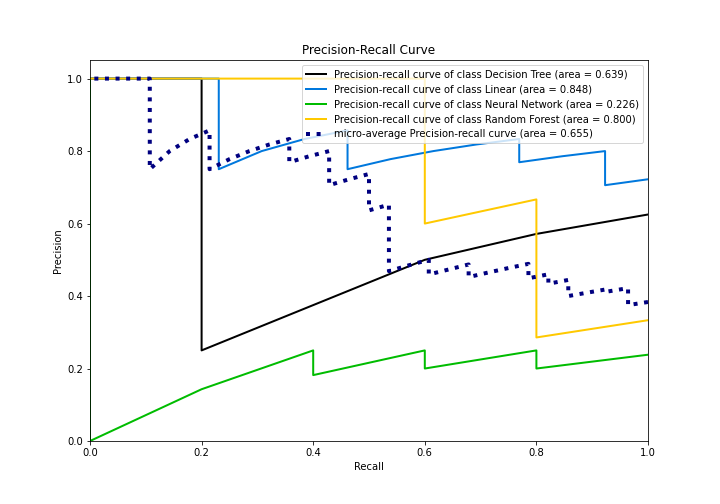 Precision-Recall Curve
Precision-recall curve of class Decision Tree (area = 0.639)
Precision-recall curve of class Linear (area = 0.848)
Precision-recall curve of class Neural Network (area = 0.226)
Precision-recall curve of class Random Forest (area = 0.800)
micro-average Precision-recall curve (area = 0.655)
Precision
1.0
0.8
0.6
0.4
0.2
0.0
0.0 0.2 0.4 0.6 0.8 1.0
Recall